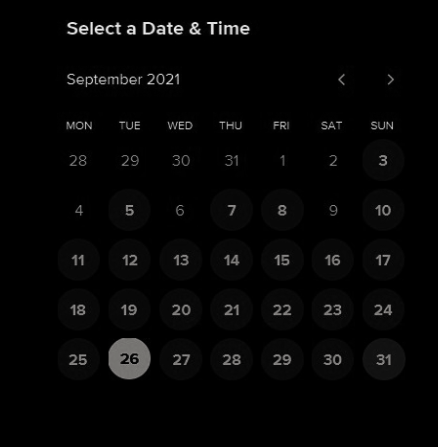 Select a Date & Time
September 2021
MON TUE WED THU FRI SAT SUN
28 29 30 31 1 2 3
4 5 6 7 8 9 10
11 12 13 14 15 16 17
18 19 20 21 22 23 24
25 26 27 28 29 30 31